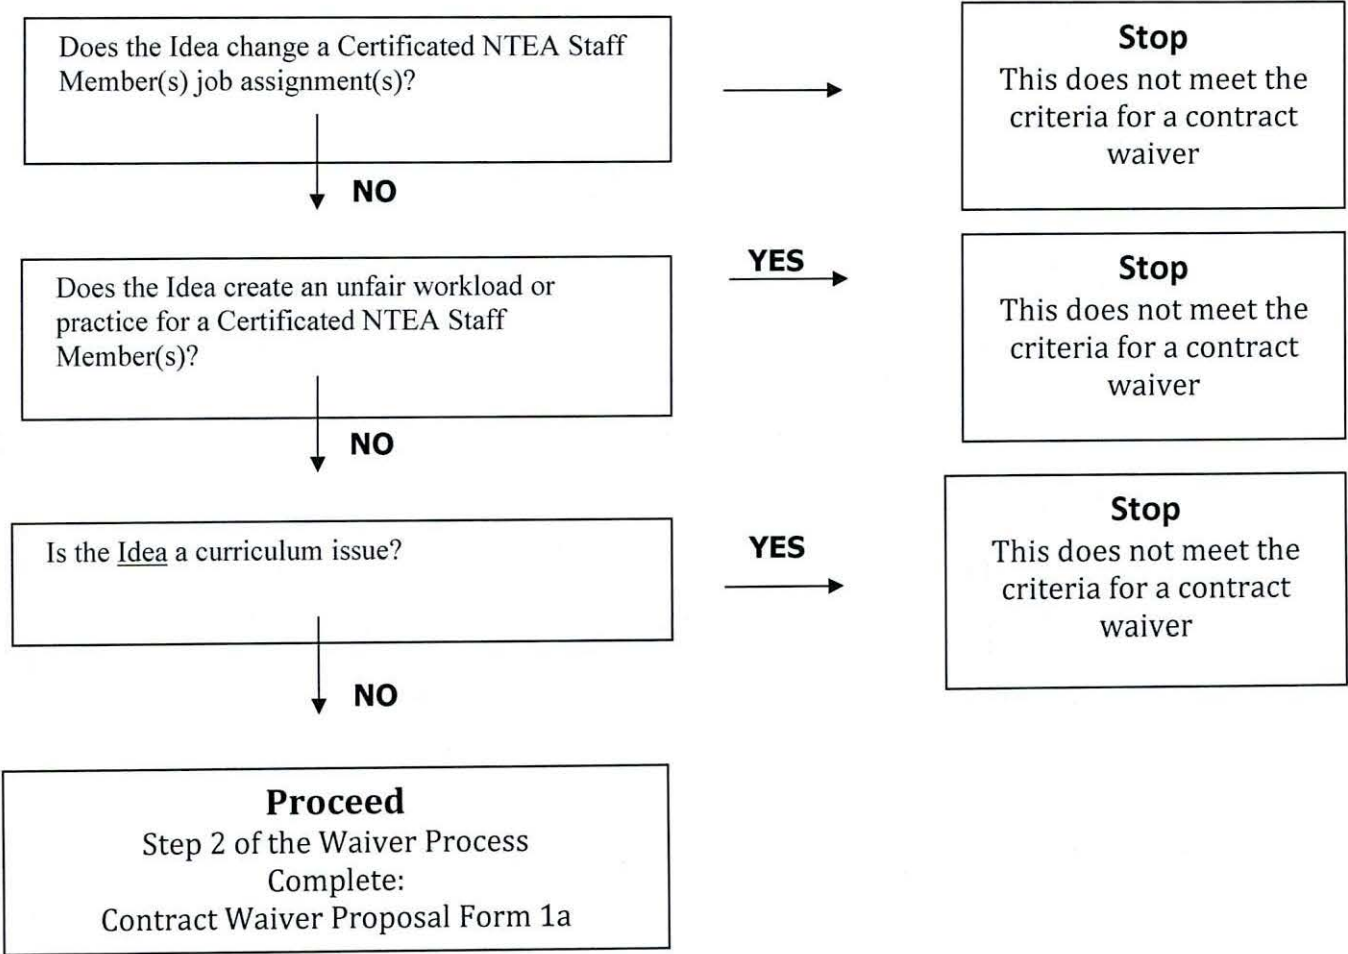 Does the Idea change a Certificated NTEA Staff
Member(s) job assignment(s)?
Stop
This does not meet the
criteria for a contract
waiver
NO
Does the Idea create an unfair workload or
practice for a Certificated NTEA Staff
Member(s)?
YES
Stop
This does not meet the
criteria for a contract
waiver
NO
Is the Idea a curriculum issue?
YES
Stop
This does not meet the
criteria for a contract
waiver
NO
Proceed
Step 2 of the Waiver Process
Complete:
Contract Waiver Proposal Form 1a